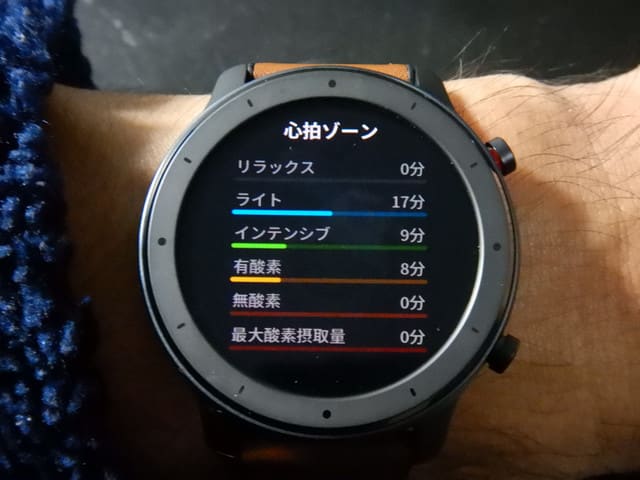 心拍ゾーン
リラックス 0分
ライト 17分
インテンシブ 9分
有酸素 8分
無酸素 0分
最大酸素摂取量 0分